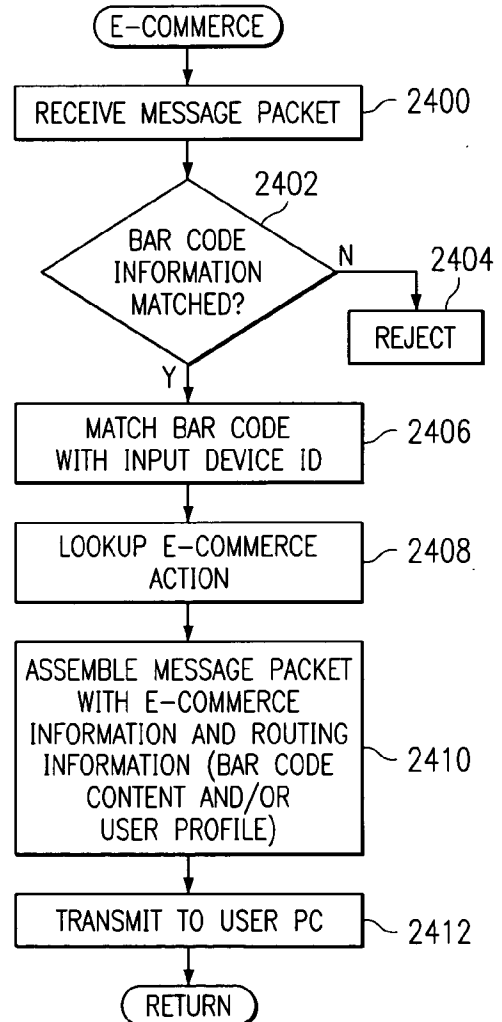 E-COMMERCE
RECEIVE MESSAGE PACKET
2400
2402
BAR CODE
INFORMATION
MATCHED?
N
2404
REJECT
Y
MATCH BAR CODE
WITH INPUT DEVICE ID
2406
LOOKUP E-COMMERCE
ACTION
2408
ASSEMBLE MESSAGE PACKET
WITH E-COMMERCE
INFORMATION AND ROUTING
INFORMATION (BAR CODE
CONTENT AND/OR
USER PROFILE)
2410
TRANSMIT TO USER PC
2412
RETURN